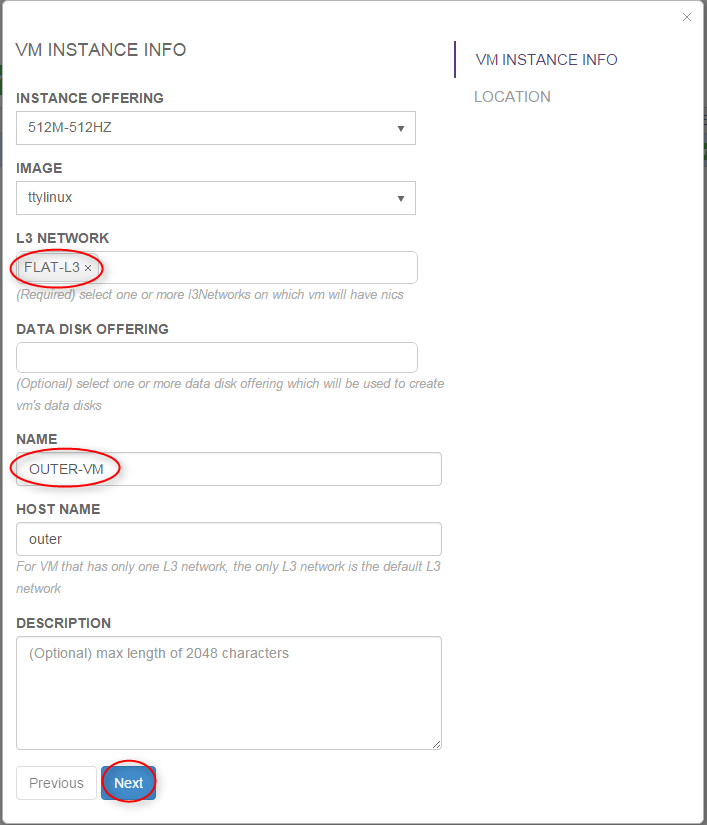 VM INSTANCE INFO
INSTANCE OFFERING
512M-512HZ
IMAGE
ttylinux
L3 NETWORK
FLAT-L3 ×
(Required) select one or more l3Networks on which vm will have nics
DATA DISK OFFERING
(Optional) select one or more data disk offering which will be used to create
vm's data disks
NAME
OUTER-VM
HOST NAME
outer
For VM that has only one L3 network, the only L3 network is the default L3
network
DESCRIPTION
(Optional) max length of 2048 characters
Previous
Next
VM INSTANCE INFO
LOCATION